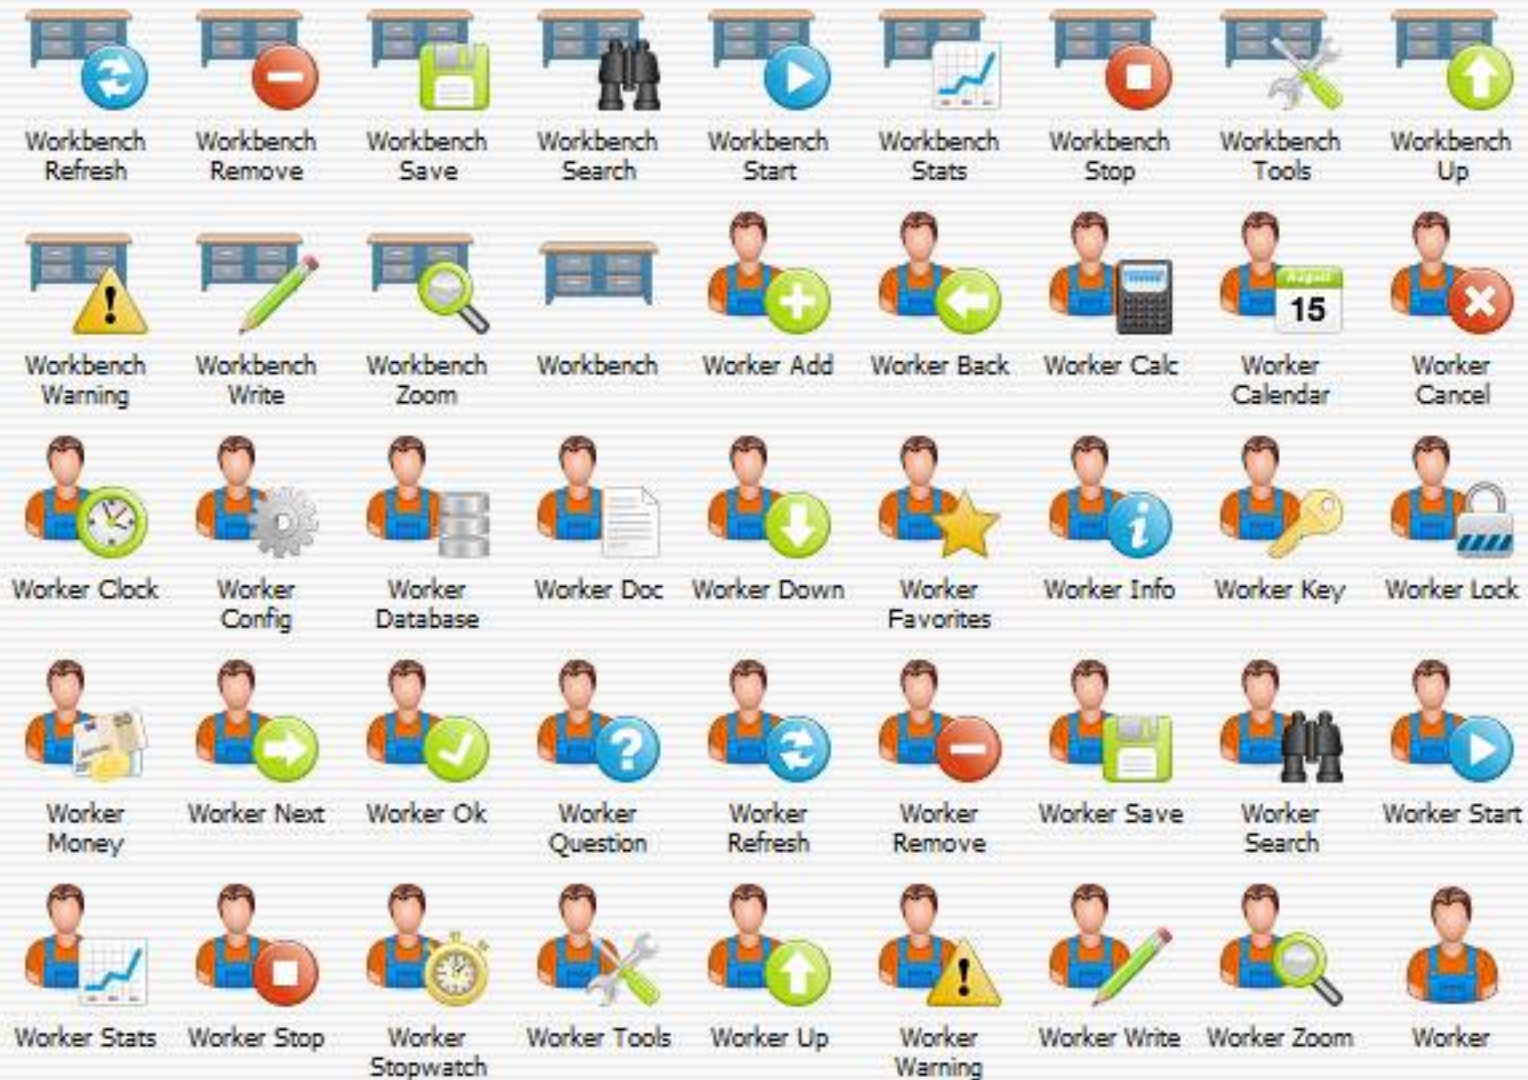 Workbench Refresh
Workbench Remove
Workbench Save
Workbench Search
Workbench Start
Workbench Stats
Workbench Stop
Workbench Tools
Workbench Up
Workbench Warning
Workbench Write
Workbench Zoom
Workbench
Worker Add
Worker Back
Worker Calc
August
15
Worker Calendar
Worker Cancel
Worker Clock
Worker Config
Worker Database
Worker Doc
Worker Down
Worker Favorites
i
Worker Info
Worker Key
Worker Lock
Worker Money
Worker Next
Worker Ok
?
Worker Question
Worker Refresh
Worker Remove
Worker Save
Worker Search
Worker Start
Worker Stats
Worker Stop
Worker Stopwatch
Worker Tools
Worker Up
Worker Warning
Worker Write
Worker Zoom
Worker